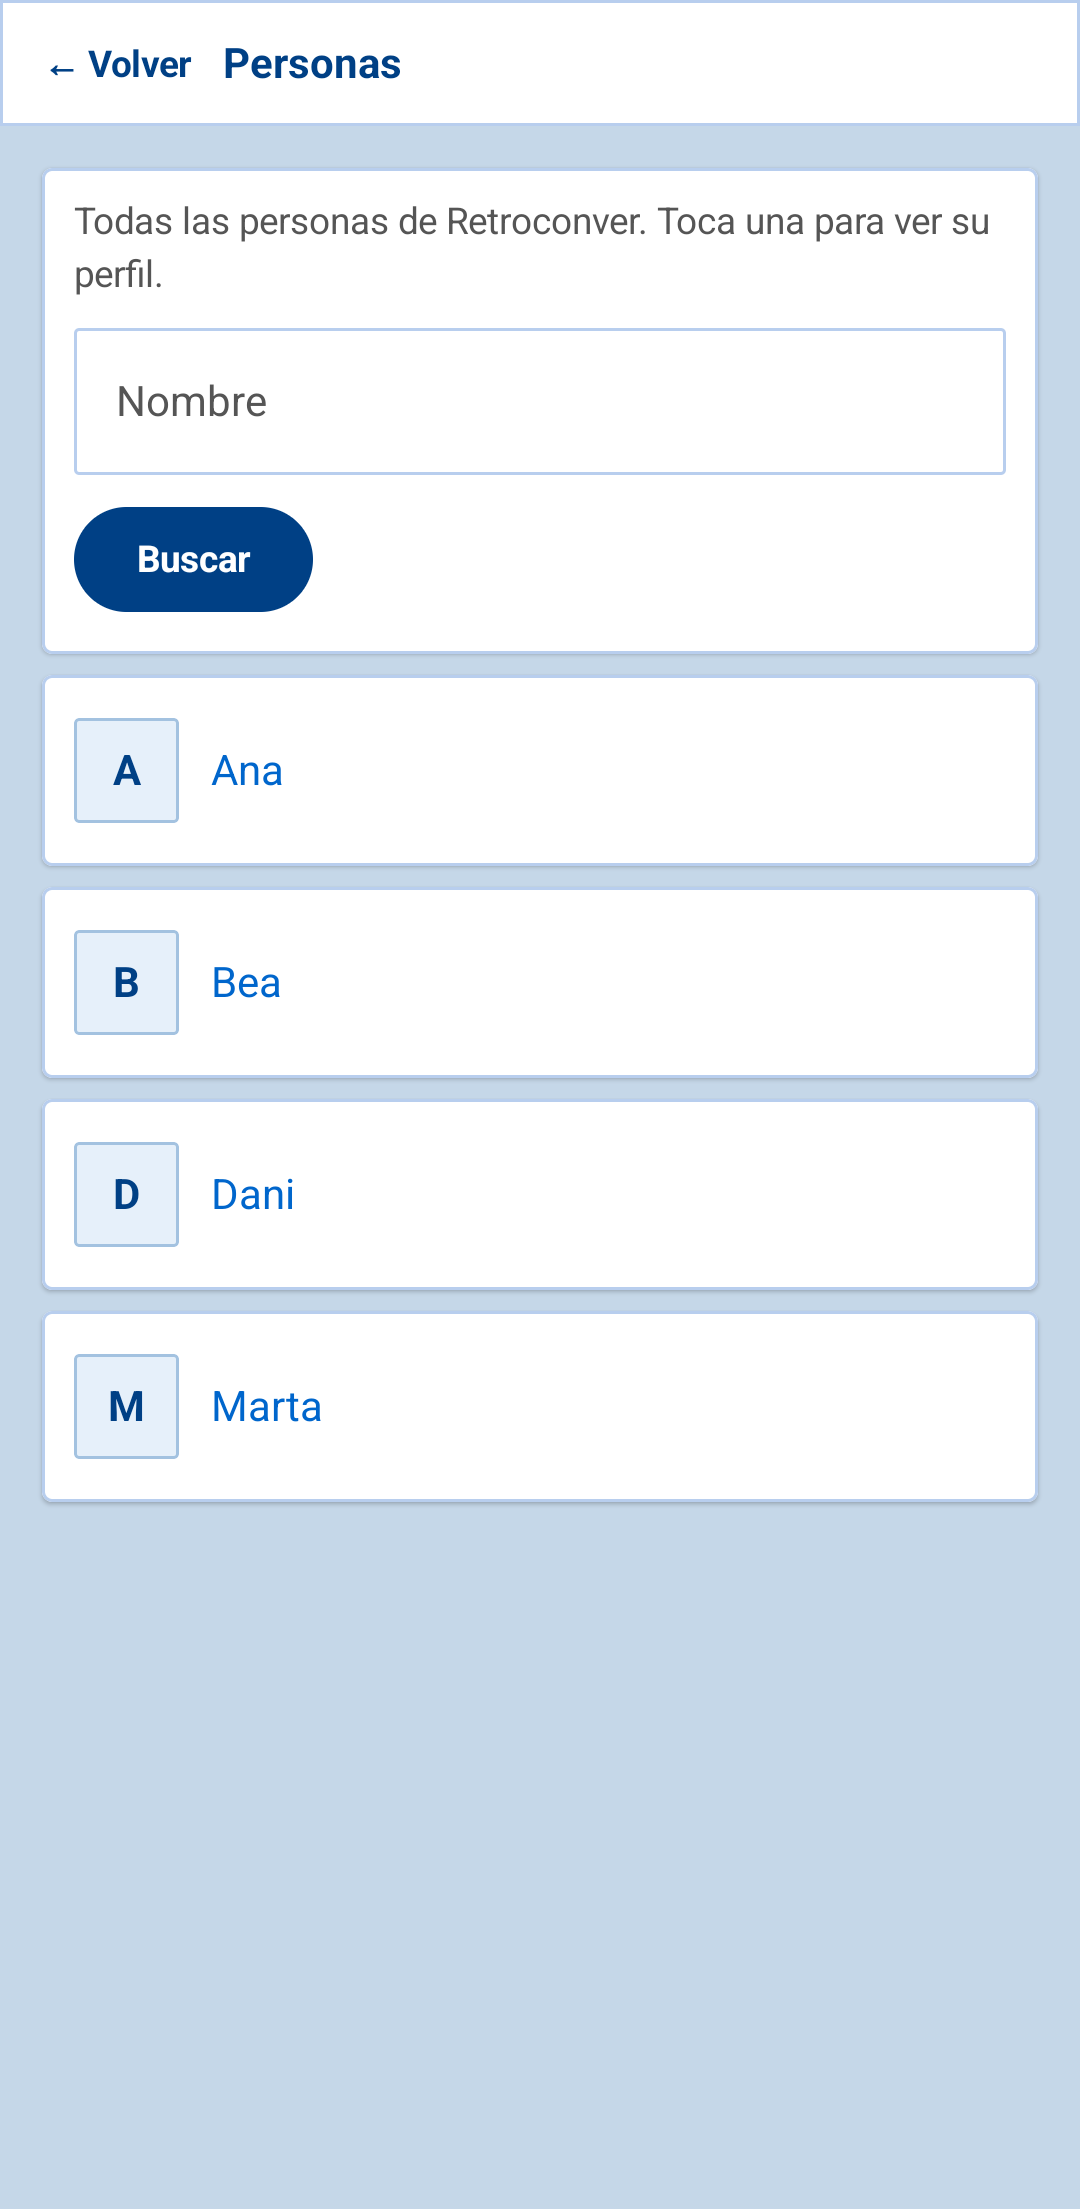 ← Volver Personas
Todas las personas de Retroconver. Toca una para ver su
perfil.
Nombre
Buscar
A Ana
B Bea
D Dani
M Marta